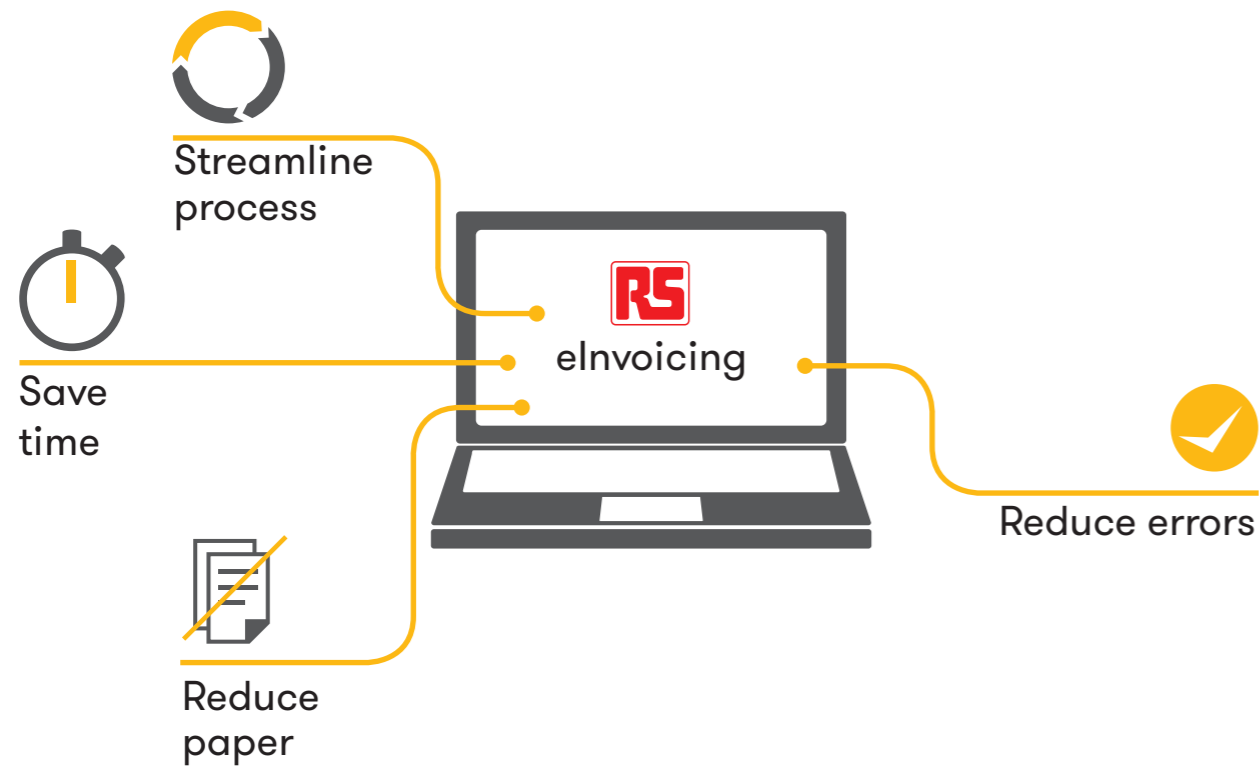 Streamline
process
RS
eInvoicing
Save
time
Reduce errors
Reduce
paper